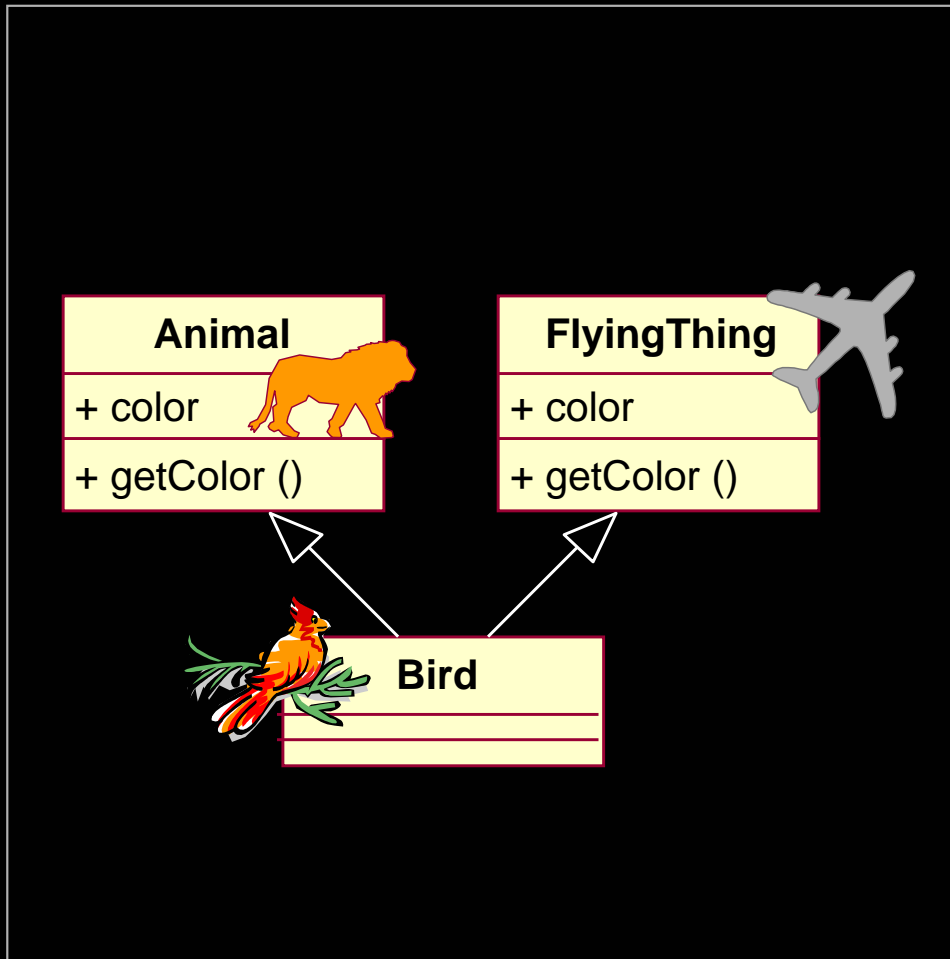 Animal
+ color
+ getColor ()
FlyingThing
+ color
+ getColor ()
Bird